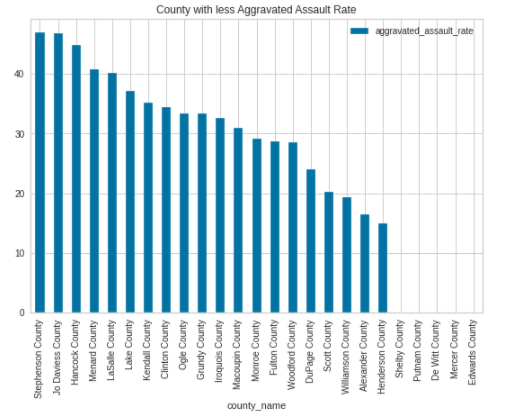 County with less Aggravated Assault Rate
aggravated_assault_rate
40
30
20
10
0
Stephenson County
Jo Daviess County
Hancock County
Menard County
LaSalle County
Lake County
Kendall County
Clinton County
Ogle County
Grundy County
Iroquois County
Macoupin County
Monroe County
Fulton County
Woodford County
DuPage County
Scott County
Williamson County
Alexander County
Henderson County
Shelby County
Putnam County
De Witt County
Mercer County
Edwards County
county_name